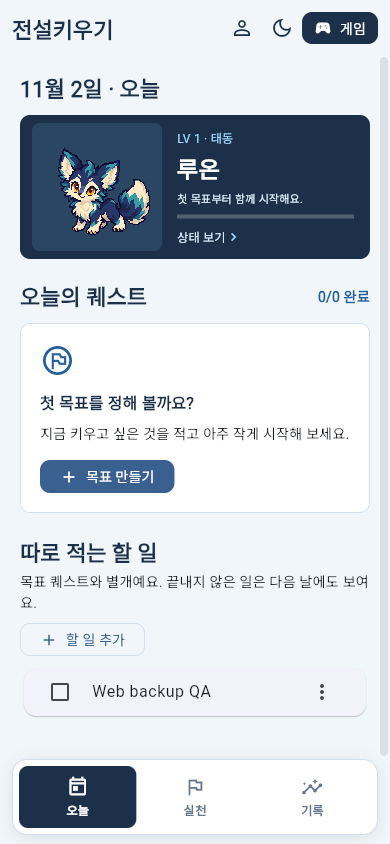 전설키우기
게임
11월 2일 · 오늘
LV 1 · 태동
루온
첫 목표부터 함께 시작해요.
상태 보기
오늘의 퀘스트
0/0 완료
첫 목표를 정해 볼까요?
지금 키우고 싶은 것을 적고 아주 작게 시작해 보세요.
목표 만들기
따로 적는 할 일
목표 퀘스트와 별개예요. 끝내지 않은 일은 다음 날에도 보여
요.
할 일 추가
Web backup QA
오늘
실천
기록